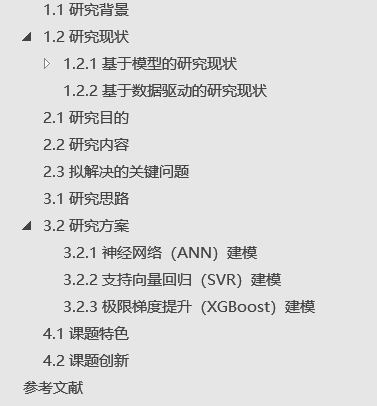 1.1 研究背景
1.2 研究现状
1.2.1 基于模型的研究现状
1.2.2 基于数据驱动的研究现状
2.1 研究目的
2.2 研究内容
2.3 拟解决的关键问题
3.1 研究思路
3.2 研究方案
3.2.1 神经网络（ANN）建模
3.2.2 支持向量回归（SVR）建模
3.2.3 极限梯度提升（XGBoost）建模
4.1 课题特色
4.2 课题创新
参考文献